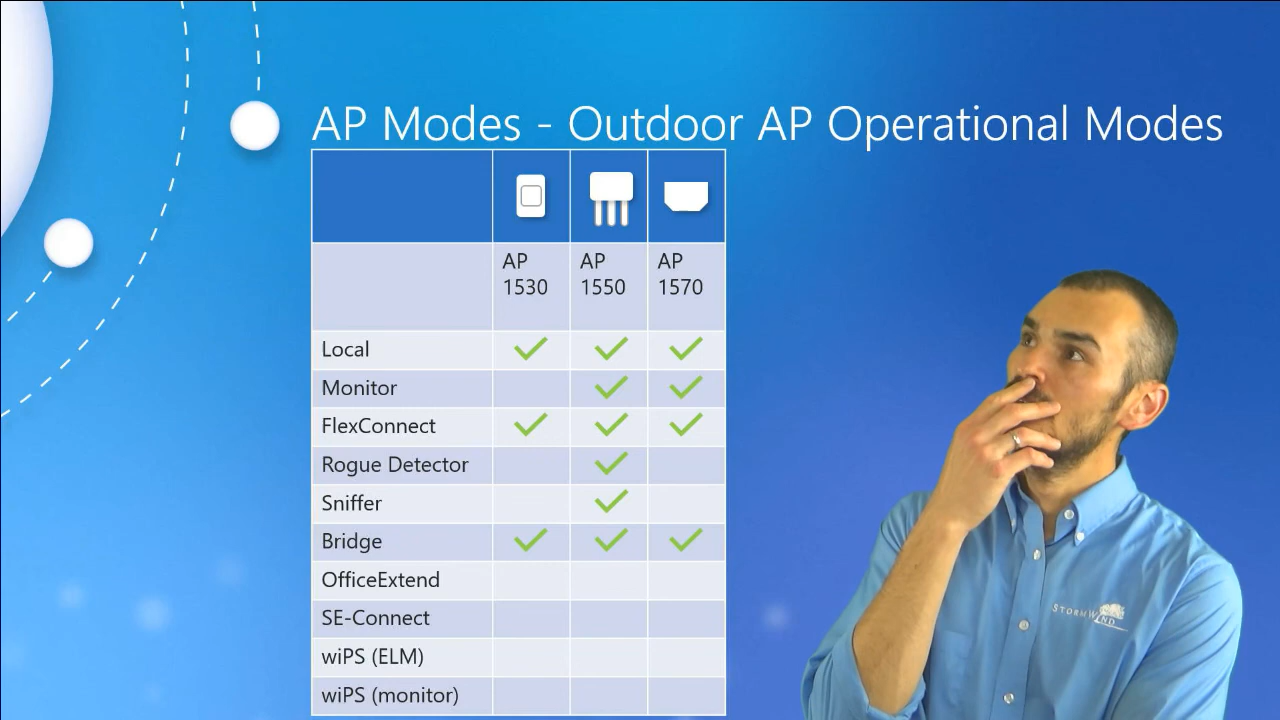 AP Modes - Outdoor AP Operational Modes
AP 1530
AP 1550
AP 1570
Local
Monitor
FlexConnect
Rogue Detector
Sniffer
Bridge
OfficeExtend
SE-Connect
wiPS (ELM)
wiPS (monitor)
STORMWIND